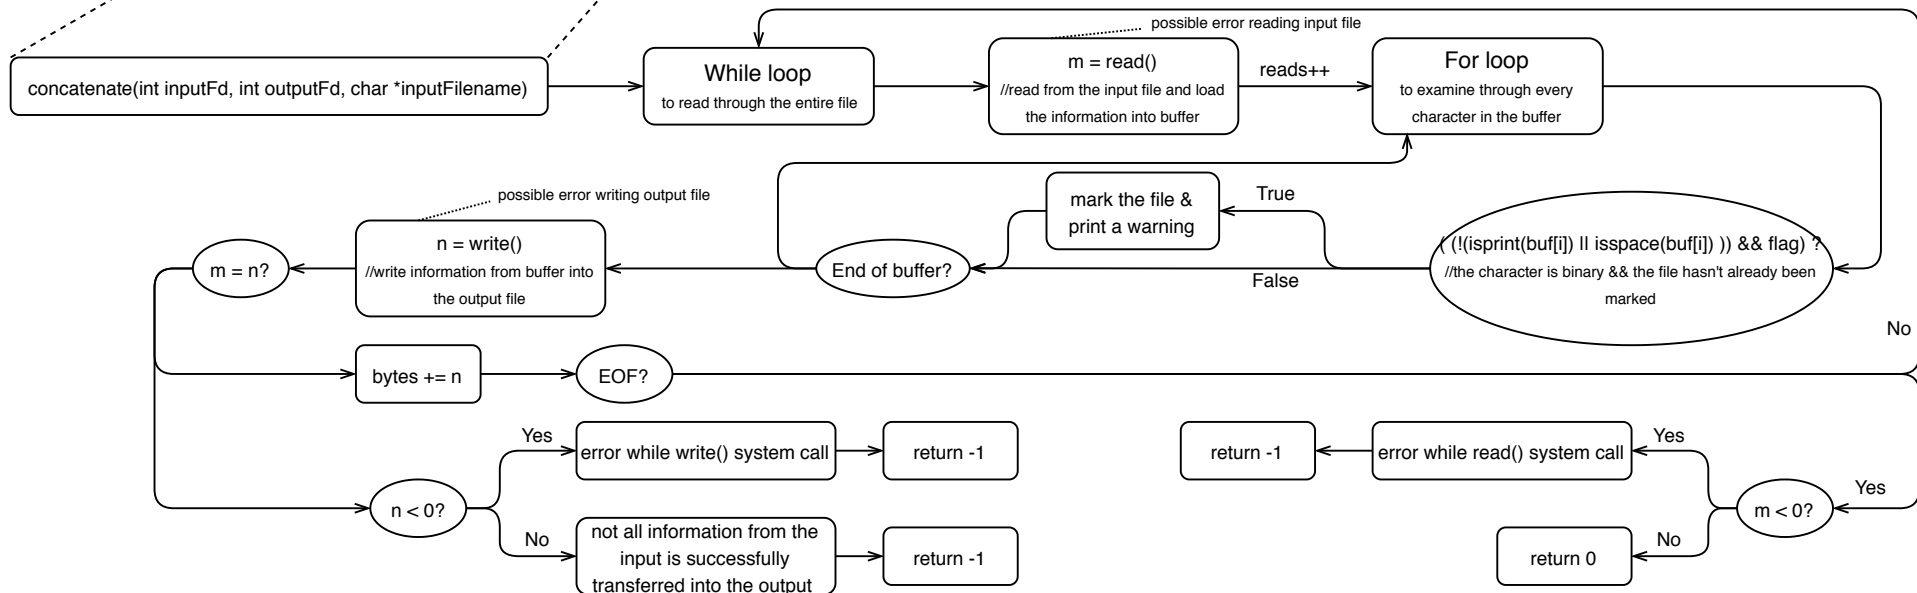 possible error reading input file
concatenate(int inputFd, int outputFd, char *inputFilename)
While loop
to read through the entire file
m = read()
//read from the input file and load
the information into buffer
reads++
For loop
to examine through every
character in the buffer
possible error writing output file
m = n?
n = write()
//write information from buffer into
the output file
End of buffer?
mark the file &
print a warning
True
False
( (!(isprint(buf[i]) || isspace(buf[i]) )) && flag) ?
//the character is binary && the file hasn't already been
marked
No
bytes += n
EOF?
Yes
error while write() system call
return -1
return -1
error while read() system call
Yes
n < 0?
m < 0?
Yes
No
not all information from the
input is successfully
transferred into the output
return -1
return 0
No